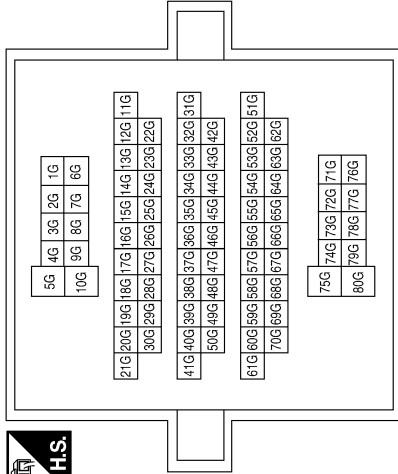 H.S.
5G 4G 3G 2G 1G
10G 9G 8G 7G 6G
21G 20G 19G 18G 17G 16G 15G 14G 13G 12G 11G
30G 29G 28G 27G 26G 25G 24G 23G 22G
41G 40G 39G 38G 37G 36G 35G 34G 33G 32G 31G
50G 49G 48G 47G 46G 45G 44G 43G 42G
61G 60G 59G 58G 57G 56G 55G 54G 53G 52G 51G
70G 69G 68G 67G 66G 65G 64G 63G 62G
75G 74G 73G 72G 71G
80G 79G 78G 77G 76G